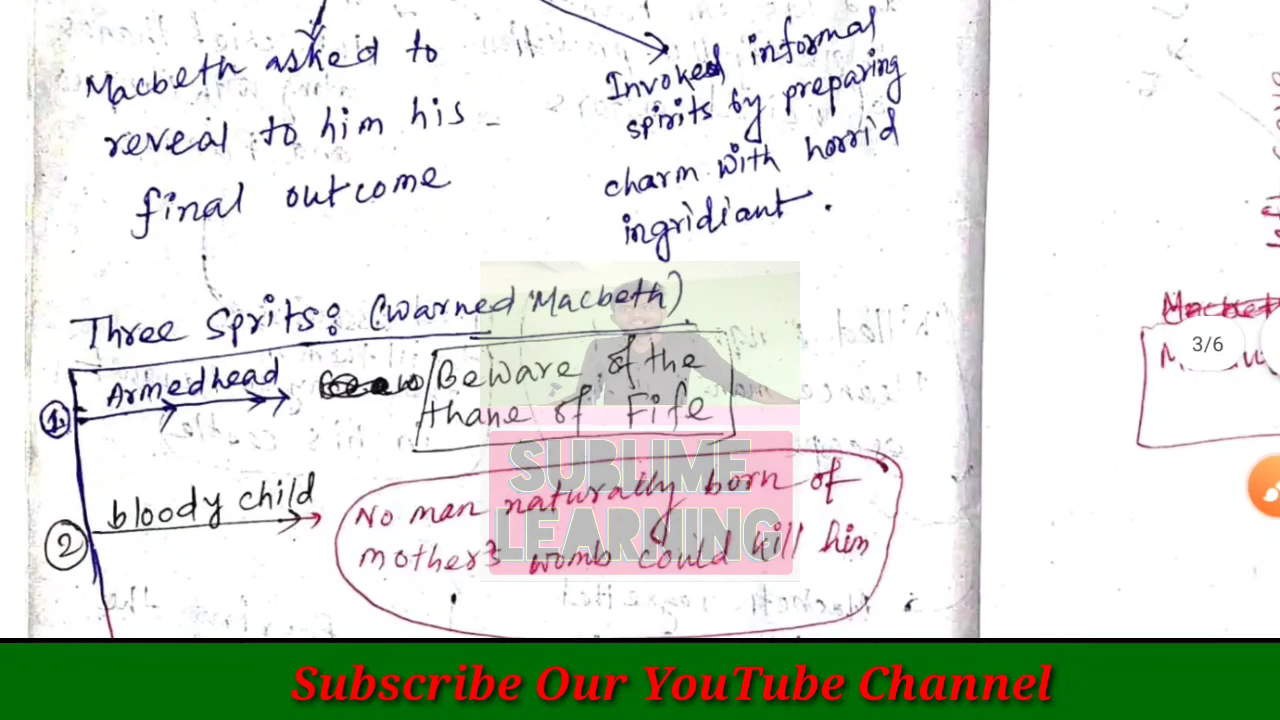 Macbeth asked to
reveal to him his
final outcome
Invoked informal
spirits by preparing
charm with horrid
ingridiant.
Three Sprits: (Warned Macbeth)
1. Armedhead
Beware of the
thane of Fife
2 bloody child
No man naturally born of
mother's womb could kill him
SUBLIME
LEARNING
3/6
Subscribe Our YouTube Channel